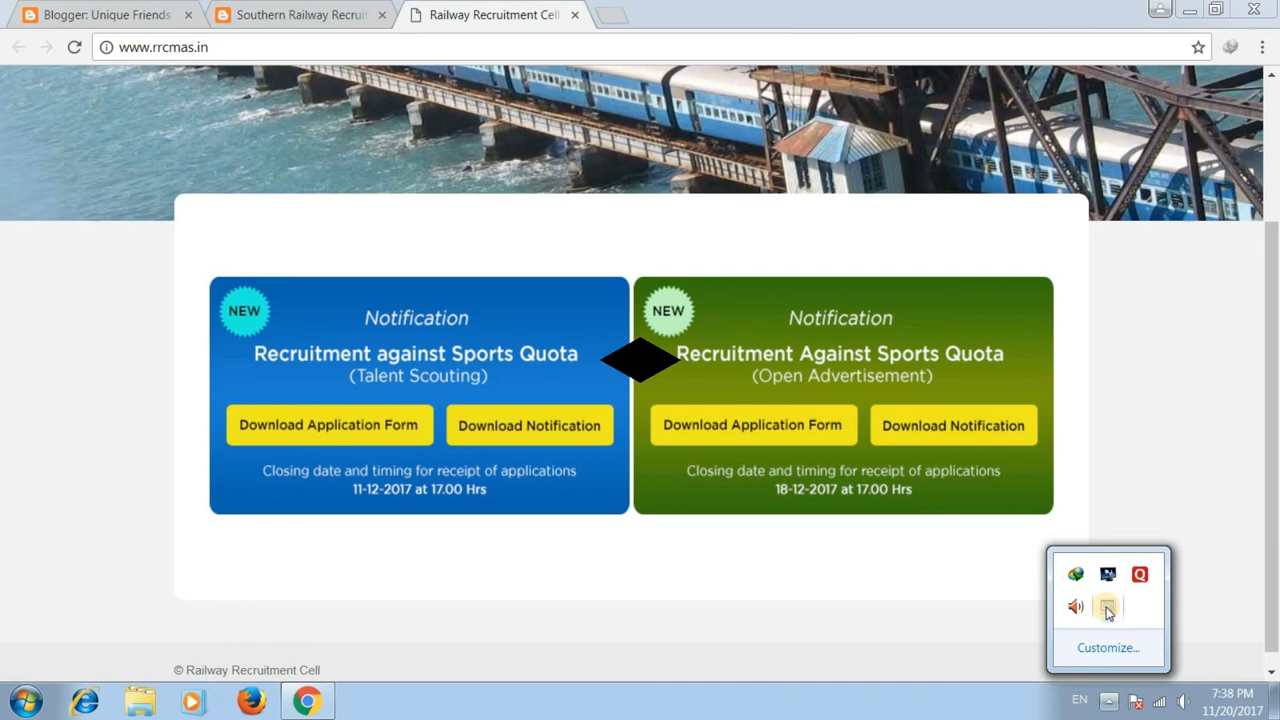 Blogger: Unique Friends
Southern Railway Recrui
Railway Recruitment Cell
www.rrcmas.in
NEW
Notification
Recruitment against Sports Quota
(Talent Scouting)
Download Application Form
Download Notification
Closing date and timing for receipt of applications
11-12-2017 at 17.00 Hrs
NEW
Notification
Recruitment Against Sports Quota
(Open Advertisement)
Download Application Form
Download Notification
Closing date and timing for receipt of applications
18-12-2017 at 17.00 Hrs
Q
Customize...
© Railway Recruitment Cell
EN
7:38 PM
11/20/2017